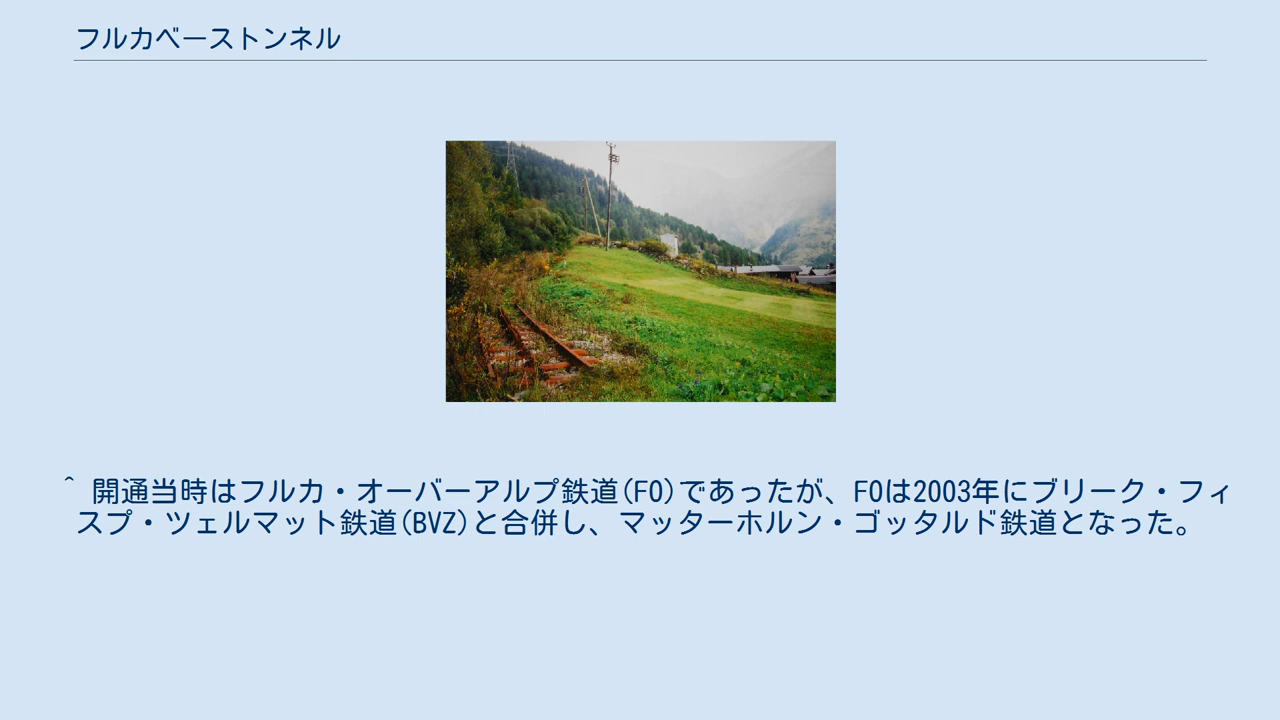 フルカベーストンネル
^ 開通当時はフルカ・オーバーアルプ鉄道(FO)であったが、FOは2003年にブリーク・フィ
スプ・ツェルマット鉄道(BVZ)と合併し、マッターホルン・ゴッタルド鉄道となった。